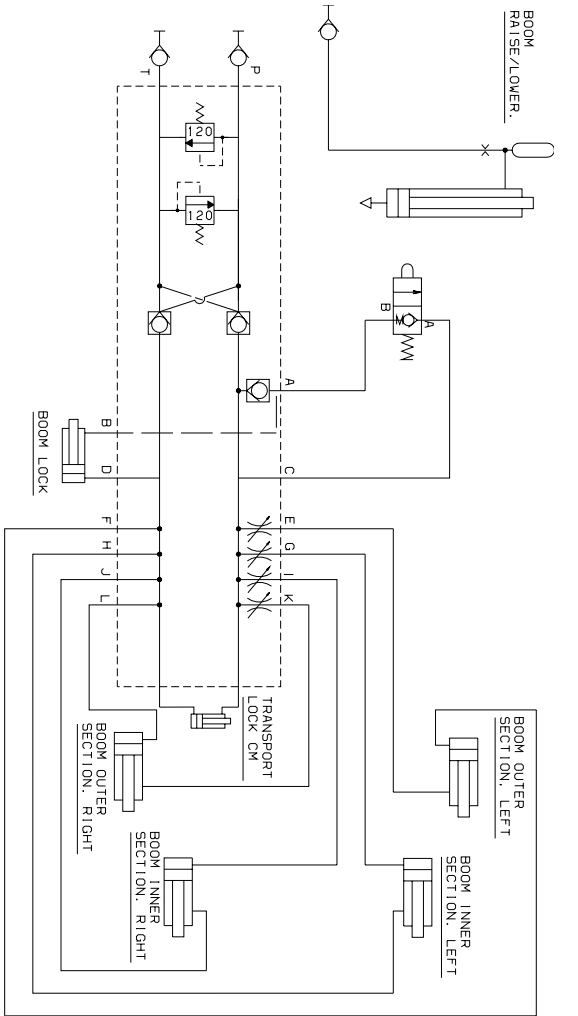 BOOM
RAISE/LOWER.
T
P
120
120
A
B
A
B
C
D
BOOM LOCK
E
F
G
H
I
J
K
L
TRANSPORT
LOCK CM
BOOM OUTER
SECTION. LEFT
BOOM OUTER
SECTION. RIGHT
BOOM INNER
SECTION. LEFT
BOOM INNER
SECTION. RIGHT